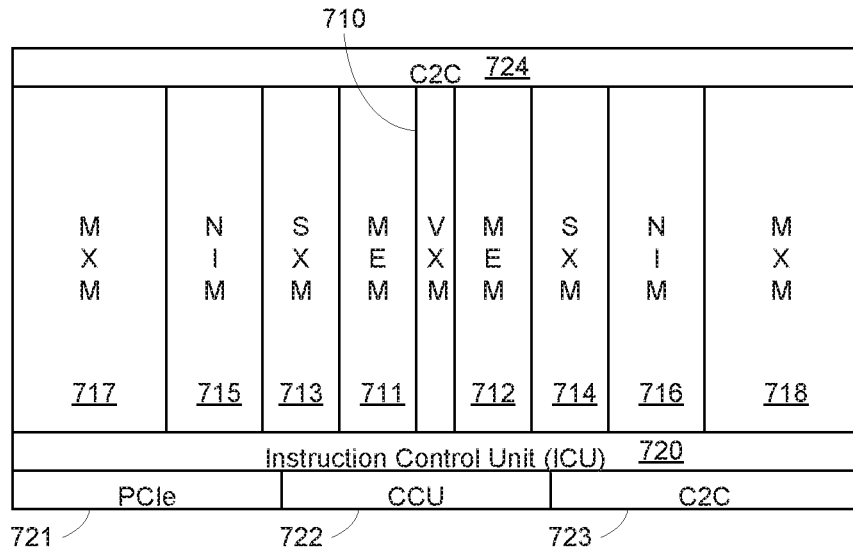 710
C2C 724
M N S M V M S N M
X I X E X E X I X
M M M M M M M M M
717 715 713 711 712 714 716 718
Instruction Control Unit (ICU) 720
PCIe CCU C2C
721 722 723